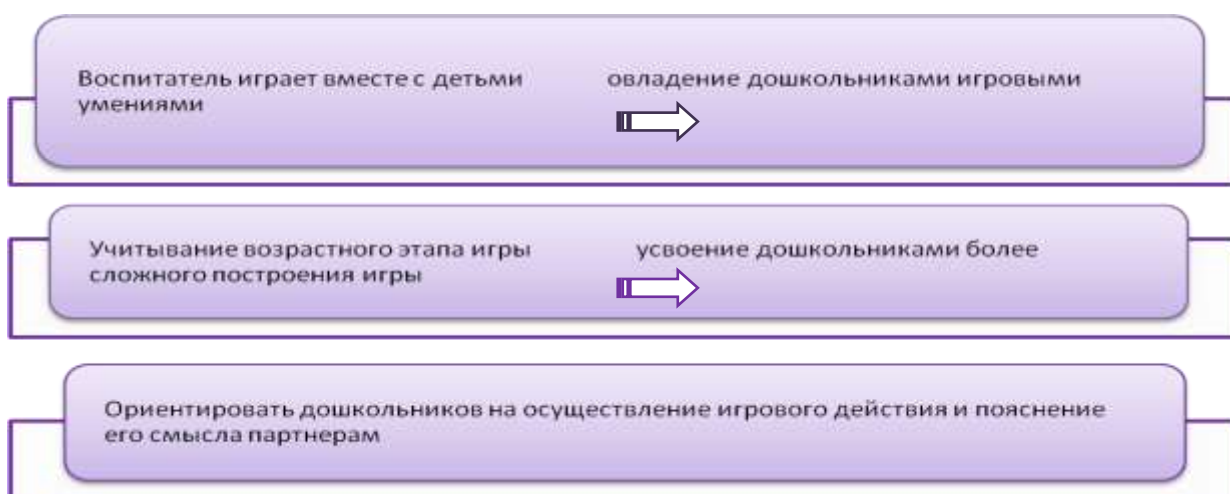 Воспитатель играет вместе с детьми овладение дошкольниками игровыми
умениями
Учитывание возрастного этапа игры усвоение дошкольниками более
сложного построения игры
Ориентировать дошкольников на осуществление игрового действия и пояснение
его смысла партнерам